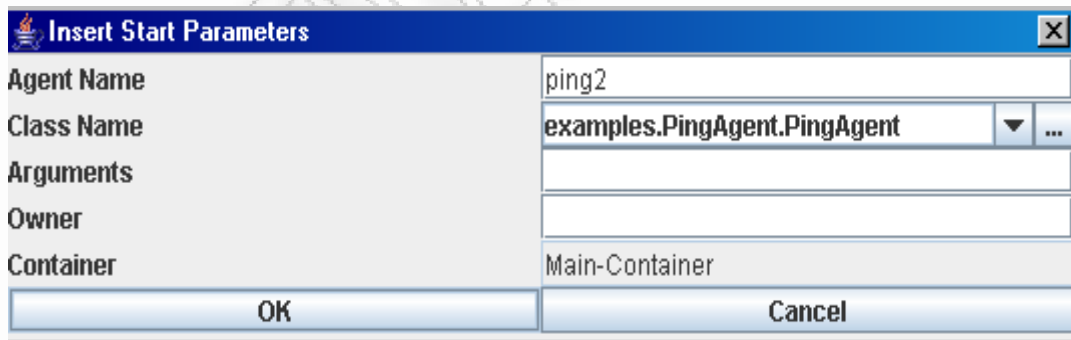 Insert Start Parameters
Agent Name ping2
Class Name examples.PingAgent.PingAgent ...
Arguments
Owner
Container Main-Container
OK Cancel